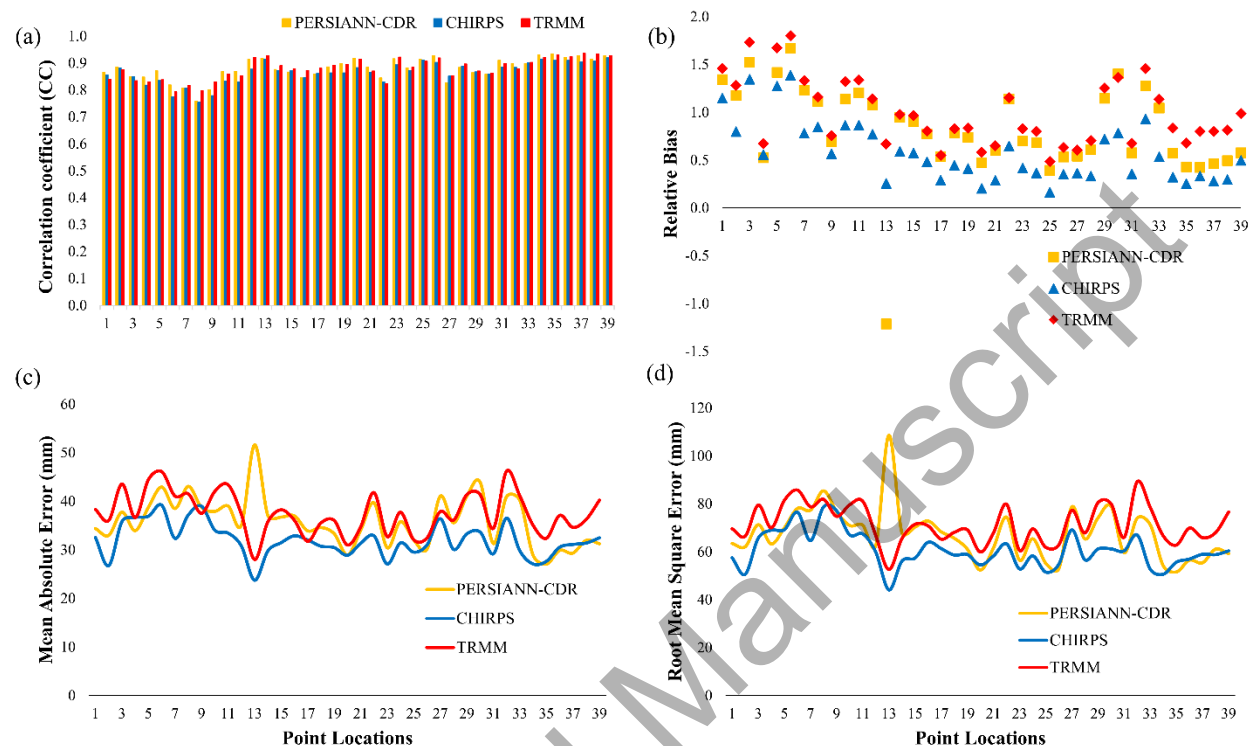 (a)
PERSIANN-CDR CHIRPS TRMM
Correlation coefficient (CC)
1.0
0.9
0.8
0.7
0.6
0.5
0.4
0.3
0.2
0.1
0.0
1 3 5 7 9 11 13 15 17 19 21 23 25 27 29 31 33 35 37 39
(b)
Relative Bias
2.0
1.5
1.0
0.5
0.0
1 3 5 7 9 11 13 15 17 19 21 23 25 27 29 31 33 35 37 39
-0.5
-1.0
-1.5
PERSIANN-CDR
CHIRPS
TRMM
(c)
Mean Absolute Error (mm)
60
50
40
30
20
10
0
PERSIANN-CDR
CHIRPS
TRMM
1 3 5 7 9 11 13 15 17 19 21 23 25 27 29 31 33 35 37 39
Point Locations
(d)
Root Mean Square Error (mm)
120
100
80
60
40
20
0
PERSIANN-CDR
CHIRPS
TRMM
1 3 5 7 9 11 13 15 17 19 21 23 25 27 29 31 33 35 37 39
Point Locations
Manuscript